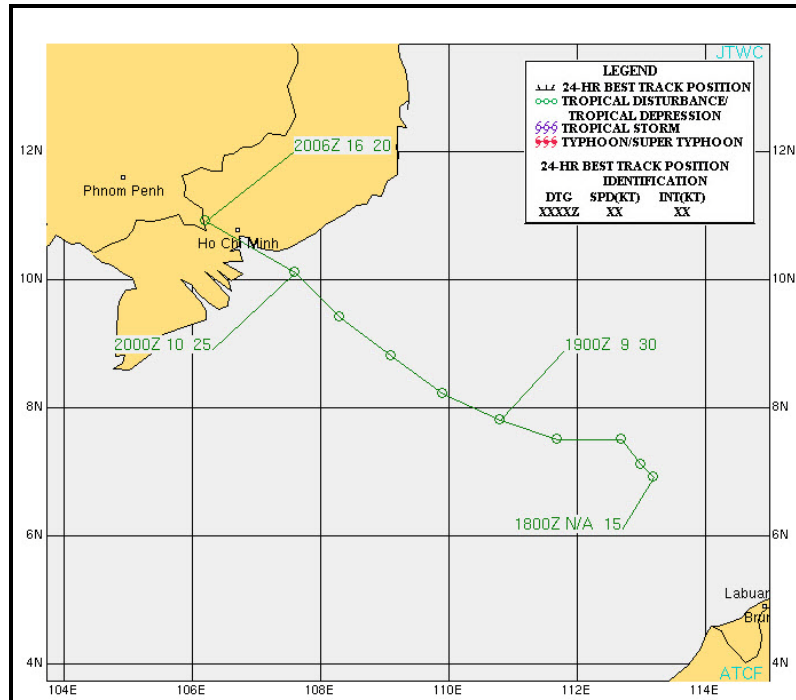 JTWC
LEGEND
24-HR BEST TRACK POSITION
TROPICAL DISTURBANCE/
TROPICAL DEPRESSION
TROPICAL STORM
TYPHOON/SUPER TYPHOON
24-HR BEST TRACK POSITION
IDENTIFICATION
DTG SPD(KT) INT(KT)
XXXXZ XX XX
12N
2006Z 16 20
12N
Phnom Penh
Ho Chi Minh
10N
10N
2000Z 10 25
1900Z 9 30
8N
8N
1800Z N/A 15
6N
6N
Labuan
Brun
4N
ATCF
4N
104E 106E 108E 110E 112E 114E